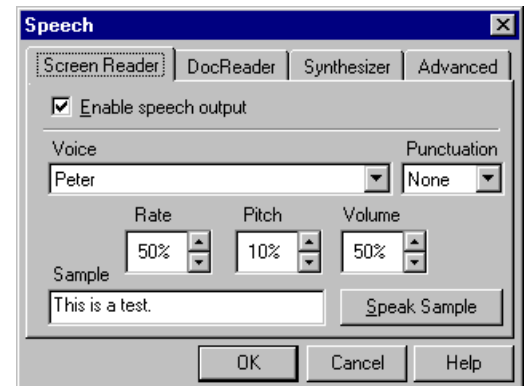 Speech
Screen Reader DocReader Synthesizer Advanced
Enable speech output
Voice Punctuation
Peter None
Rate Pitch Volume
50% 10% 50%
Sample
This is a test. Speak Sample
OK Cancel Help